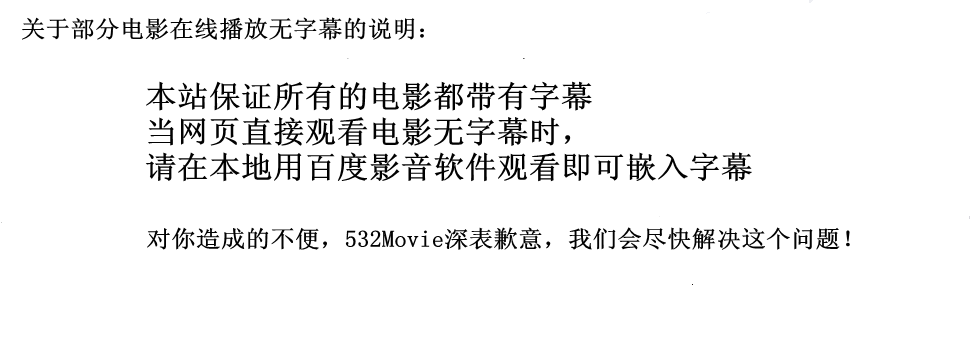 关于部分电影在线播放无字幕的说明：
本站保证所有的电影都带有字幕
当网页直接观看电影无字幕时，
请在本地用百度影音软件观看即可嵌入字幕
对你造成的不便，532Movie深表歉意，我们会尽快解决这个问题！